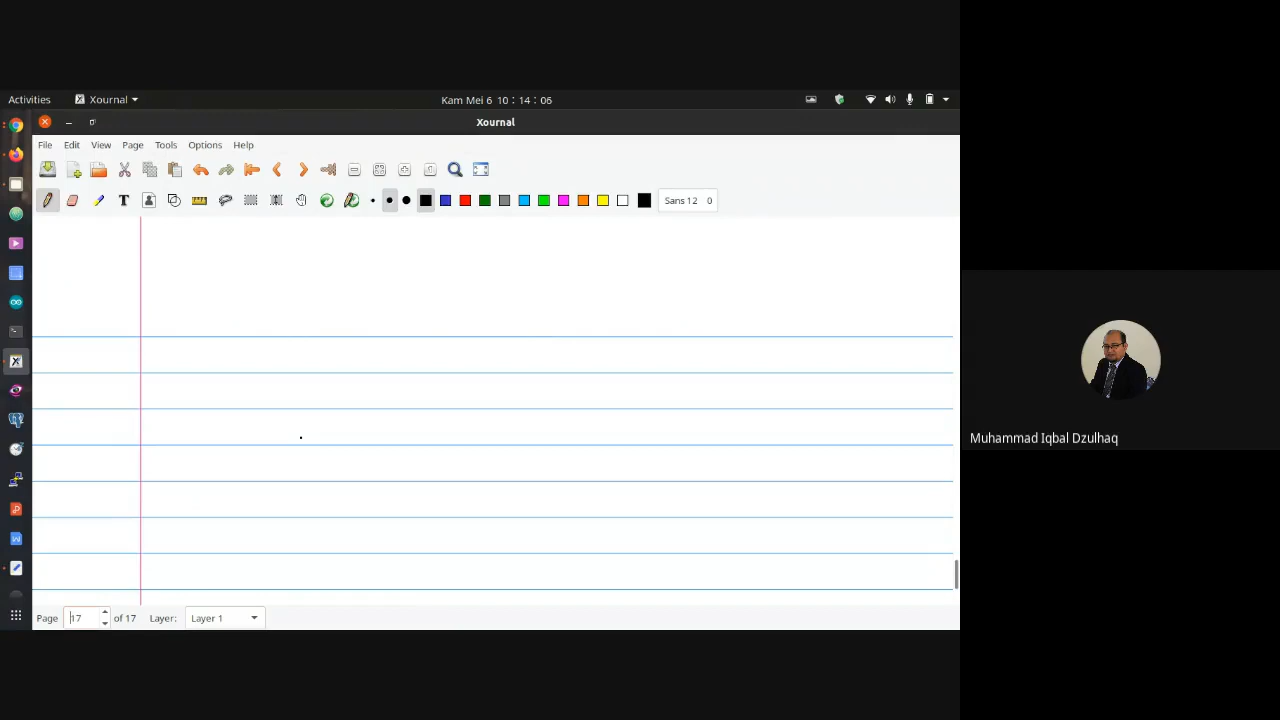 Activities Xournal Kam Mei 6 10 : 14 : 06
Xournal
File Edit View Page Tools Options Help
T Sans 12 0
Page 17 of 17 Layer: Layer 1
Muhammad Iqbal Dzulhaq